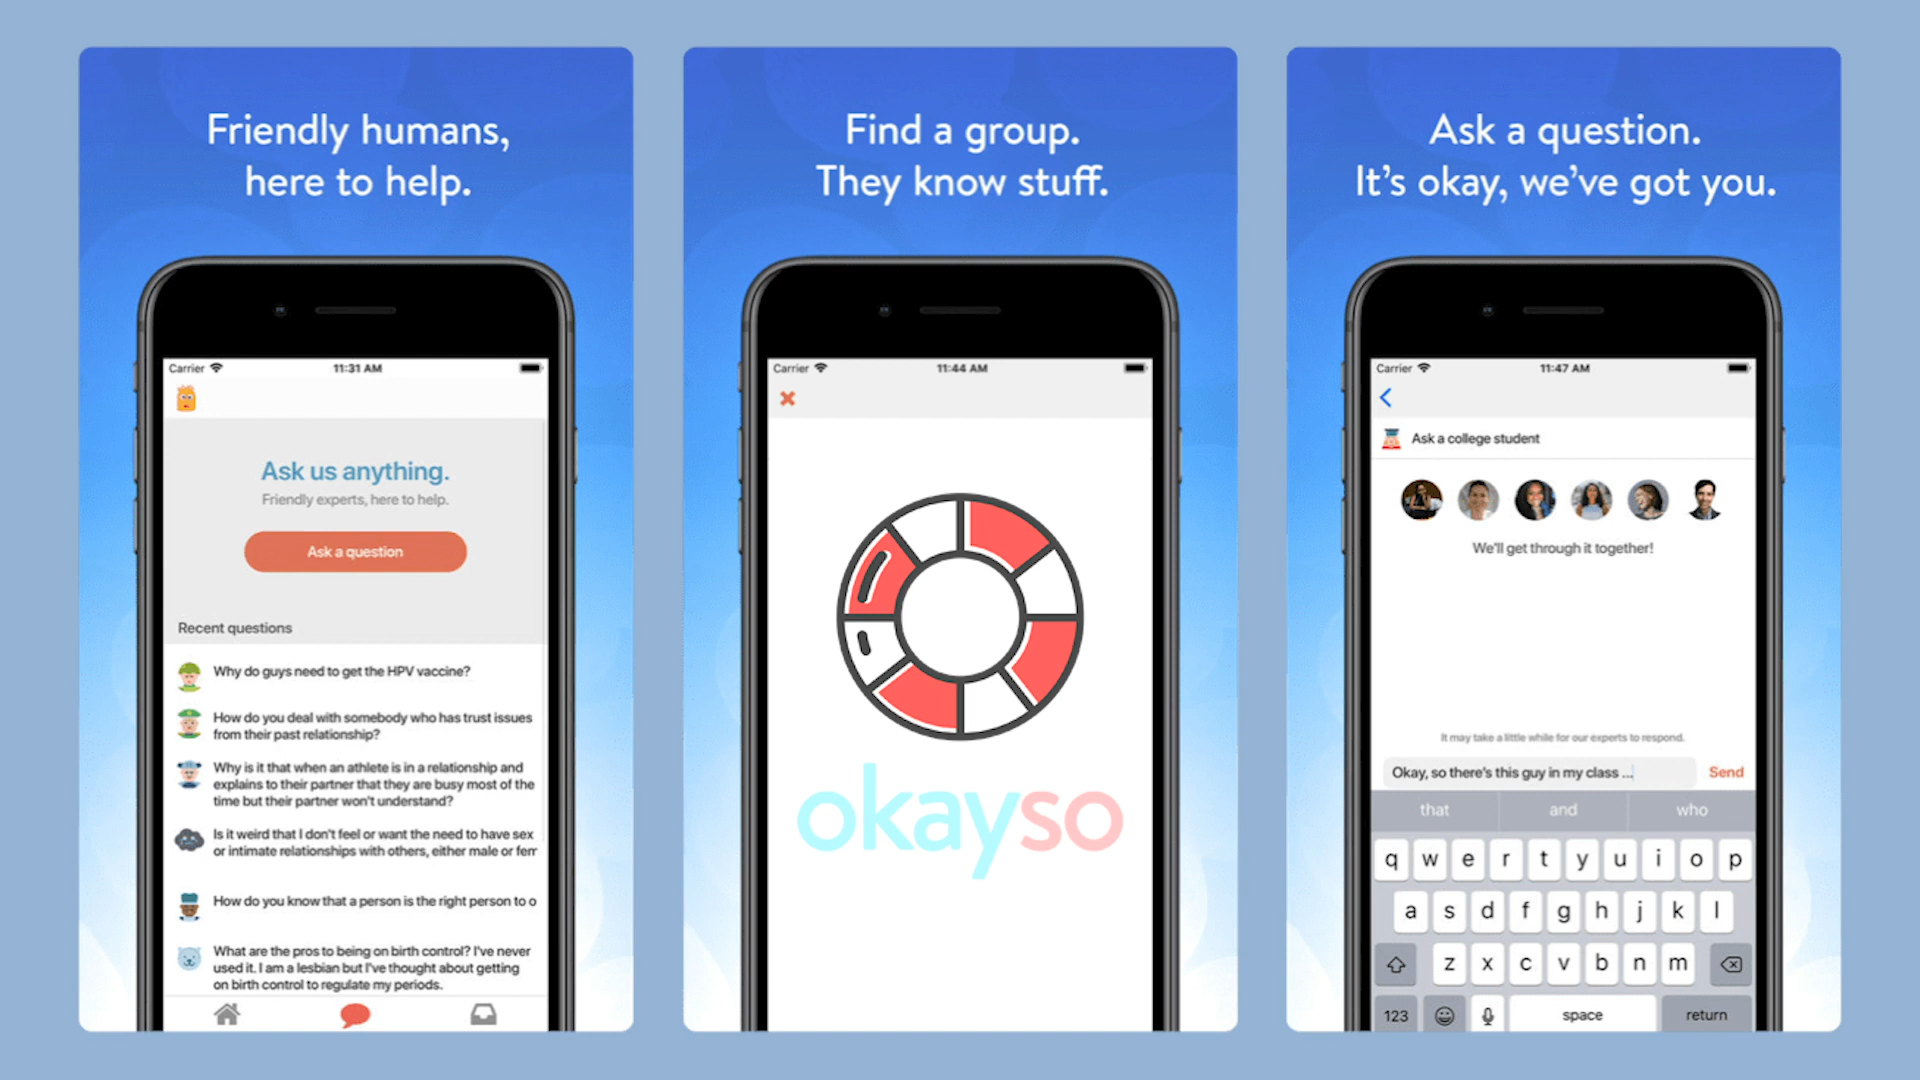 Friendly humans,
here to help.
Carrier
11:31 AM
Ask us anything.
Friendly experts, here to help.
Ask a question
Recent questions
Why do guys need to get the HPV vaccine?
How do you deal with somebody who has trust issues
from their past relationship?
Why is it that when an athlete is in a relationship and
explains to their partner that they are busy most of the
time but their partner won't understand?
Is it weird that I don't feel or want the need to have sex
or intimate relationships with others, either male or fem
How do you know that a person is the right person to o
What are the pros to being on birth control? I've never
used it. I am a lesbian but I've thought about getting
on birth control to regulate my periods.
Find a group.
They know stuff.
Carrier
11:44 AM
okayso
Ask a question.
It's okay, we've got you.
Carrier
11:47 AM
Ask a college student
We'll get through it together!
It may take a little while for our experts to respond.
Okay, so there's this guy in my class ...
Send
that and who
q w e r t y u i o p
a s d f g h j k l
z x c v b n m
123 space return